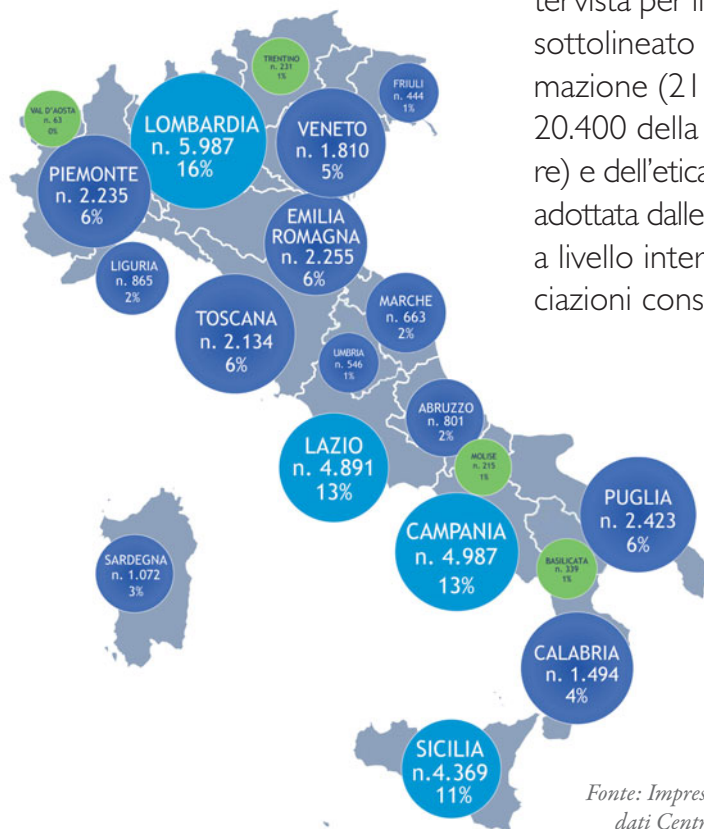 tervista per il
sottolineato
mazione (21
20.400 della
re) e dell'etica
adottata dalle
a livello inter
ciazioni cons
TRENTINO
n. 231
1%
FRIULI
n. 444
1%
VAL D'AOSTA
n. 63
0%
LOMBARDIA
n. 5.987
16%
VENETO
n. 1.810
5%
PIEMONTE
n. 2.235
6%
EMILIA
ROMAGNA
n. 2.255
6%
LIGURIA
n. 865
2%
TOSCANA
n. 2.134
6%
MARCHE
n. 663
2%
UMBRIA
n. 546
1%
ABRUZZO
n. 801
2%
LAZIO
n. 4.891
13%
MOLISE
n. 215
1%
CAMPANIA
n. 4.987
13%
PUGLIA
n. 2.423
6%
BASILICATA
n. 339
1%
SARDEGNA
n. 1.072
3%
CALABRIA
n. 1.494
4%
SICILIA
n.4.369
11%
Fonte: Impres
dati Centr